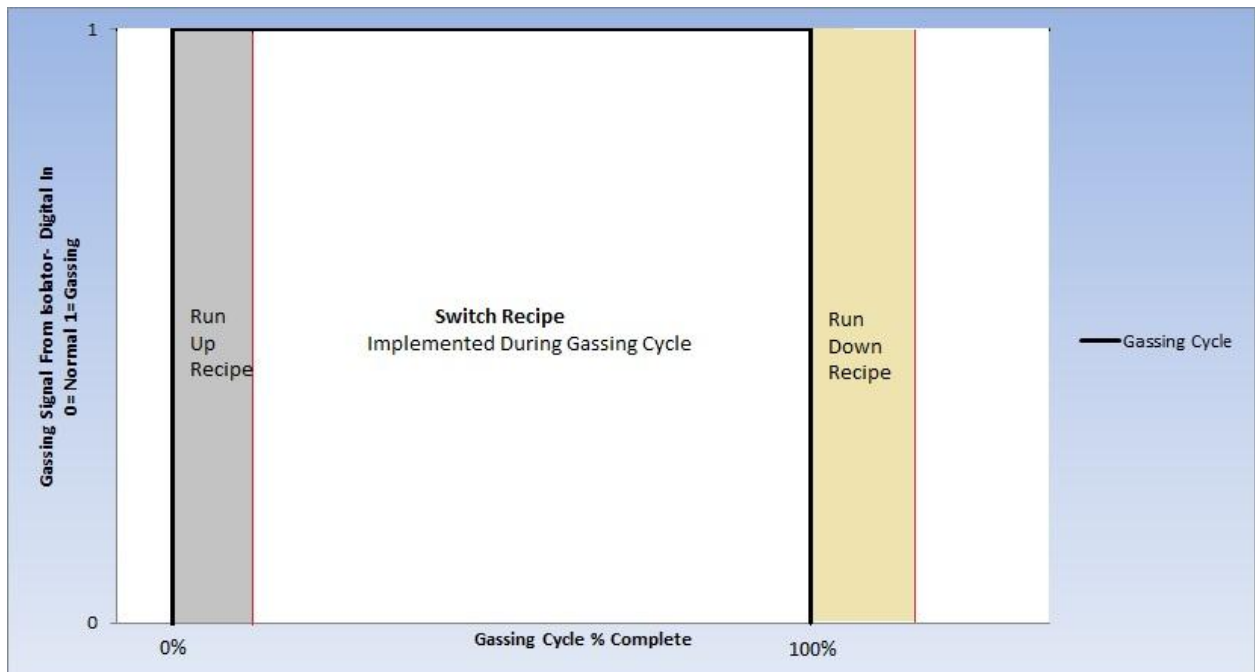 1
Gassing Signal From Isolator- Digital In
0= Normal 1= Gassing
Run
Up
Recipe
Switch Recipe
Implemented During Gassing Cycle
Run
Down
Recipe
Gassing Cycle
0
0%
Gassing Cycle % Complete
100%